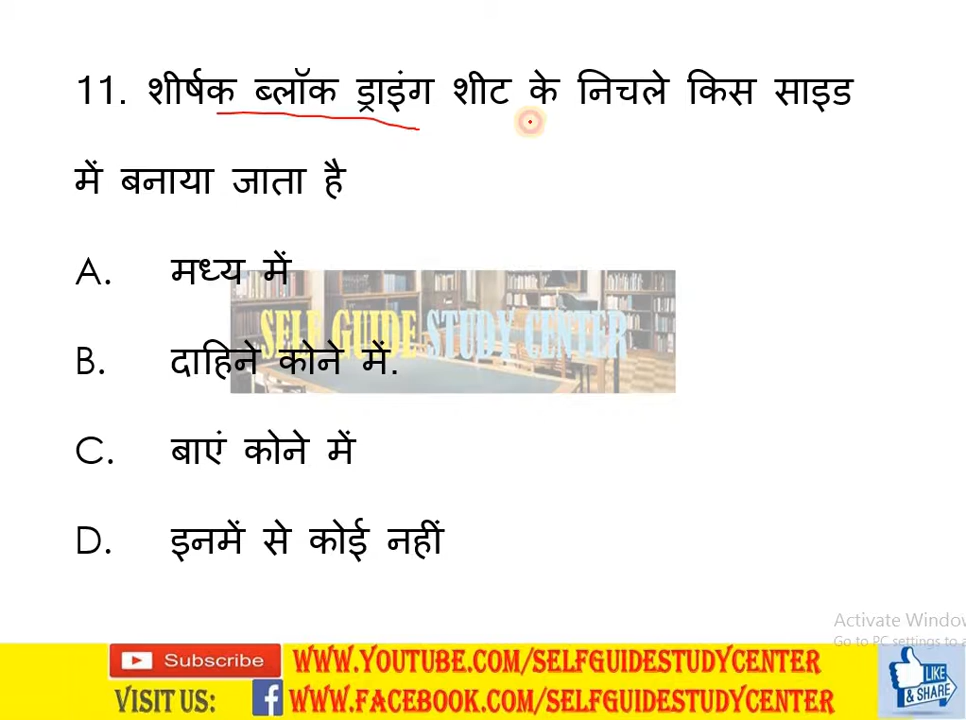 11. शीर्षक ब्लॉक ड्राइंग शीट के निचले किस साइड
में बनाया जाता है
A. मध्य में
B. दाहिने कोने में.
C. बाएं कोने में
D. इनमें से कोई नहीं
SELF GUIDE STUDY CENTER
Activate Windo
Go to PC settings to a
Subscribe WWW.YOUTUBE.COM/SELFGUIDESTUDYCENTER
VISIT US: f WWW.FACEBOOK.COM/SELFGUIDESTUDYCENTER
LIKE
& SHARE